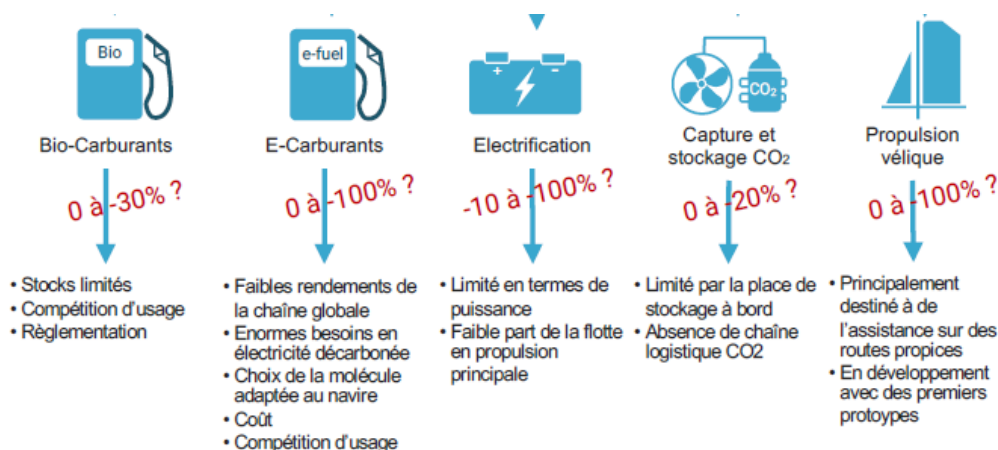 Bio
Bio-Carburants
0 à -30% ?
• Stocks limités
• Compétition d'usage
• Règlementation
e-fuel
E-Carburants
0 à -100% ?
• Faibles rendements de
la chaîne globale
• Enormes besoins en
électricité décarbonée
• Choix de la molécule
adaptée au navire
• Coût
• Compétition d'usage
+ −
Electrification
-10 à -100% ?
• Limité en termes de
puissance
• Faible part de la flotte
en propulsion
principale
CO₂
Capture et
stockage CO₂
0 à -20% ?
• Limité par la place de
stockage à bord
• Absence de chaîne
logistique CO2
Propulsion
vélique
0 à -100% ?
• Principalement
destiné à de
l'assistance sur des
routes propices
• En développement
avec des premiers
protoypes